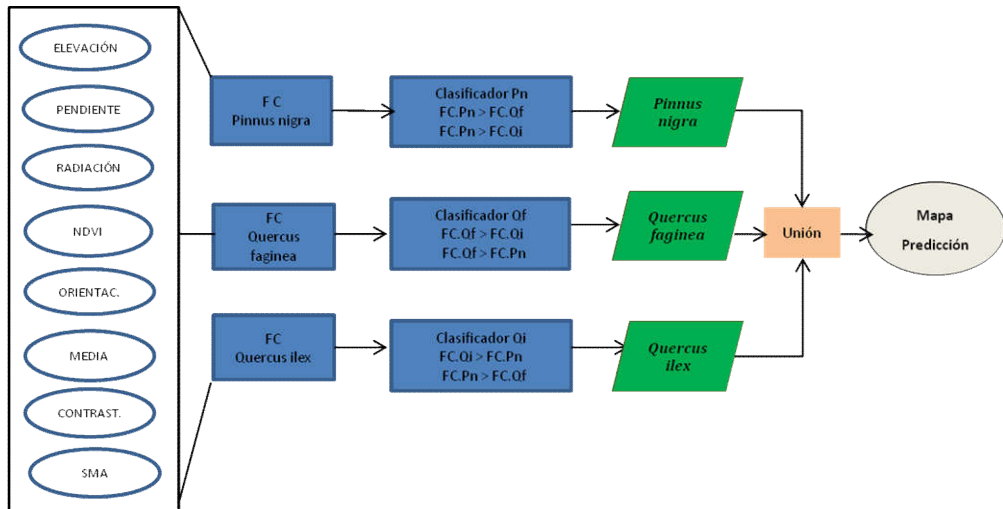 ELEVACIÓN
PENDIENTE
RADIACIÓN
NDVI
ORIENTAC.
MEDIA
CONTRAST.
SMA
F C
Pinnus nigra
Clasificador Pn
FC.Pn > FC.Qf
FC.Pn > FC.Qi
Pinnus
nigra
FC
Quercus
faginea
Clasificador Qf
FC.Qf > FC.Qi
FC.Qf > FC.Pn
Quercus
faginea
FC
Quercus ilex
Clasificador Qi
FC.Qi > FC.Pn
FC.Pn > FC.Qf
Quercus
ilex
Unión
Mapa
Predicción